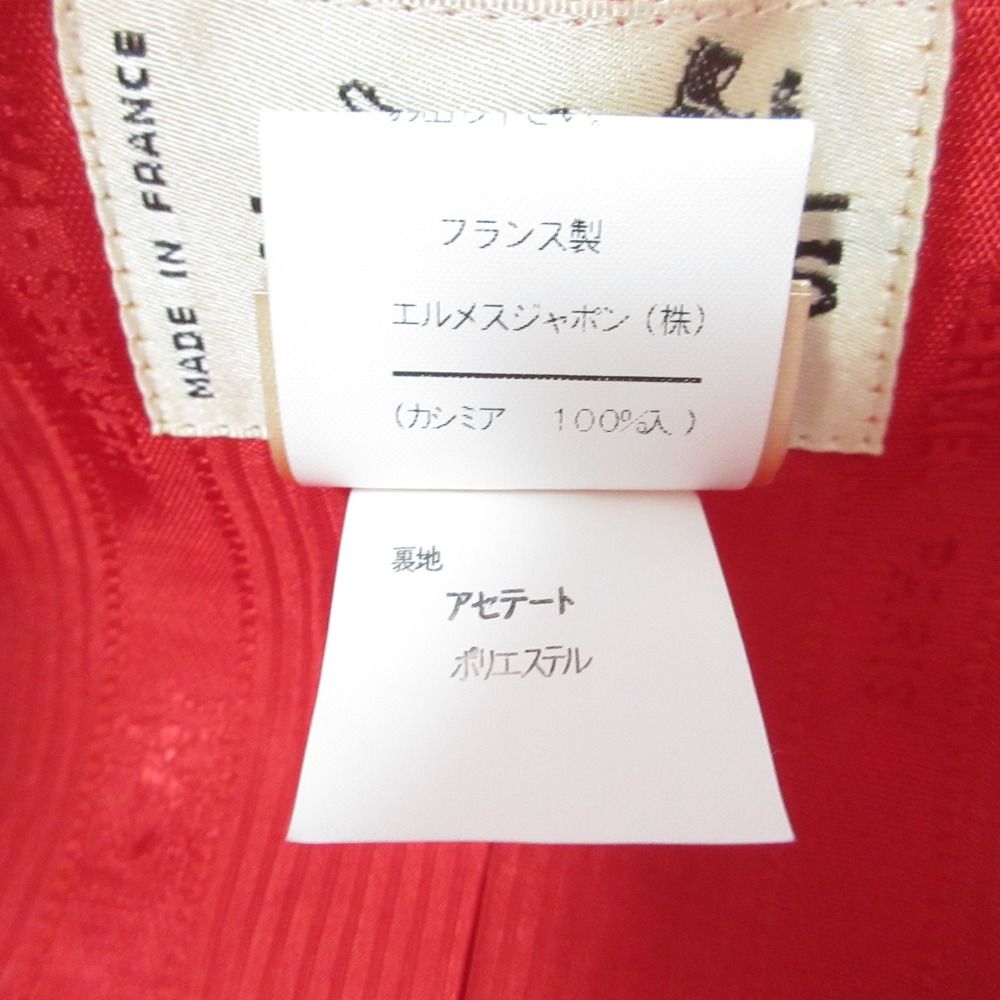 MADE IN FRANCE
フランス製
エルメスジャポン(株)
(カシミア 100%入)
裏地
アセテート
ポリエステル